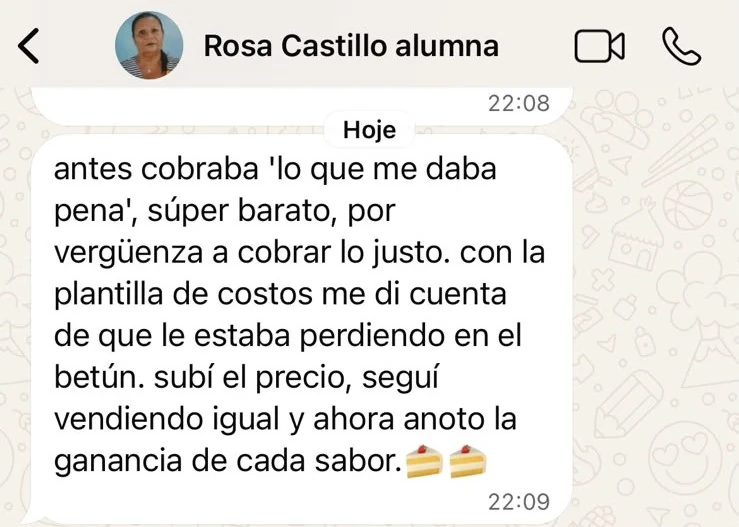 Rosa Castillo alumna
22:08
Hoje
antes cobraba 'lo que me daba
pena', súper barato, por
vergüenza a cobrar lo justo. con la
plantilla de costos me di cuenta
de que le estaba perdiendo en el
betún. subí el precio, seguí
vendiendo igual y ahora anoto la
ganancia de cada sabor.🍰🍰
22:09